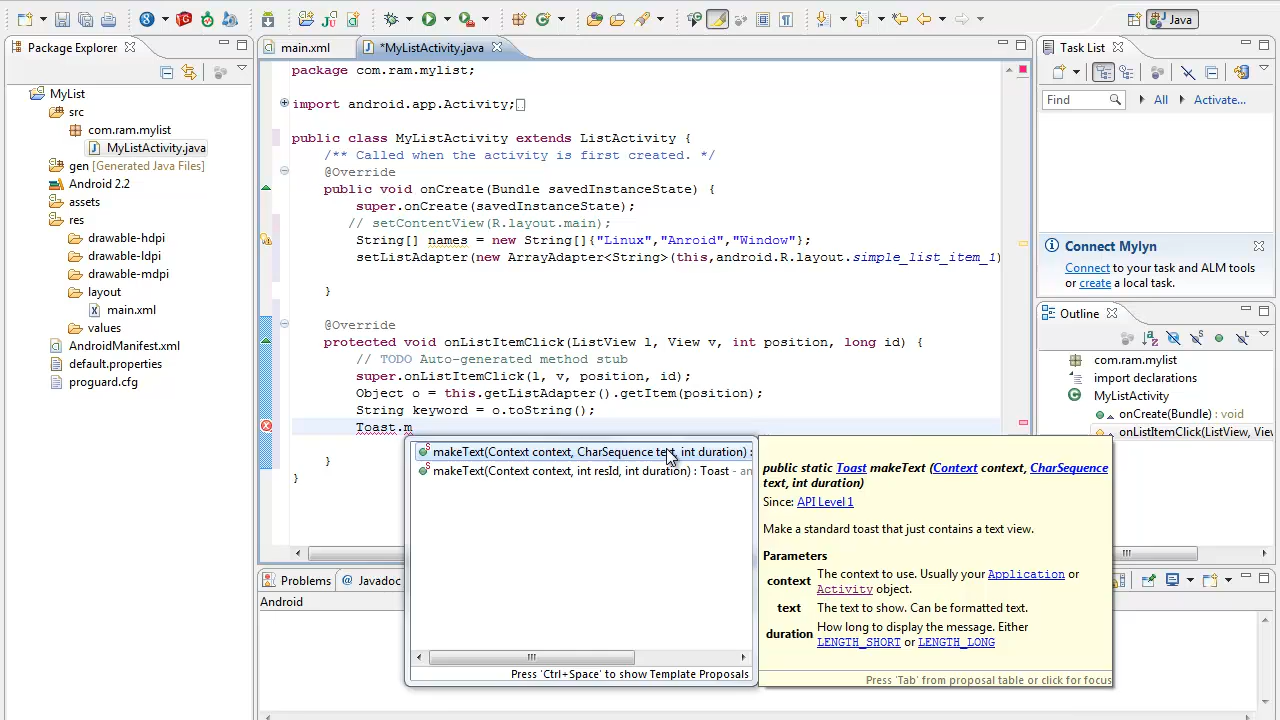 Java
Package Explorer
MyList
src
com.ram.mylist
MyListActivity.java
gen [Generated Java Files]
Android 2.2
assets
res
drawable-hdpi
drawable-ldpi
drawable-mdpi
layout
main.xml
values
AndroidManifest.xml
default.properties
proguard.cfg
main.xml
*MyListActivity.java
package com.ram.mylist;
import android.app.Activity;
public class MyListActivity extends ListActivity {
/** Called when the activity is first created. */
@Override
public void onCreate(Bundle savedInstanceState) {
super.onCreate(savedInstanceState);
// setContentView(R.layout.main);
String[] names = new String[]{"Linux","Anroid","Window"};
setListAdapter(new ArrayAdapter<String>(this,android.R.layout.simple_list_item_1)
}
@Override
protected void onListItemClick(ListView l, View v, int position, long id) {
// TODO Auto-generated method stub
super.onListItemClick(l, v, position, id);
Object o = this.getListAdapter().getItem(position);
String keyword = o.toString();
Toast.m
}
}
makeText(Context context, CharSequence text, int duration) :
makeText(Context context, int resId, int duration) : Toast - an
Press 'Ctrl+Space' to show Template Proposals
public static Toast makeText (Context context, CharSequence
text, int duration)
Since: API Level 1
Make a standard toast that just contains a text view.
Parameters
context The context to use. Usually your Application or
Activity object.
text The text to show. Can be formatted text.
duration How long to display the message. Either
LENGTH_SHORT or LENGTH_LONG
Press 'Tab' from proposal table or click for focus
Problems
@ Javadoc
Android
Task List
Find
All
Activate...
Connect Mylyn
Connect to your task and ALM tools
or create a local task.
Outline
com.ram.mylist
import declarations
MyListActivity
onCreate(Bundle) : void
onListItemClick(ListView, View